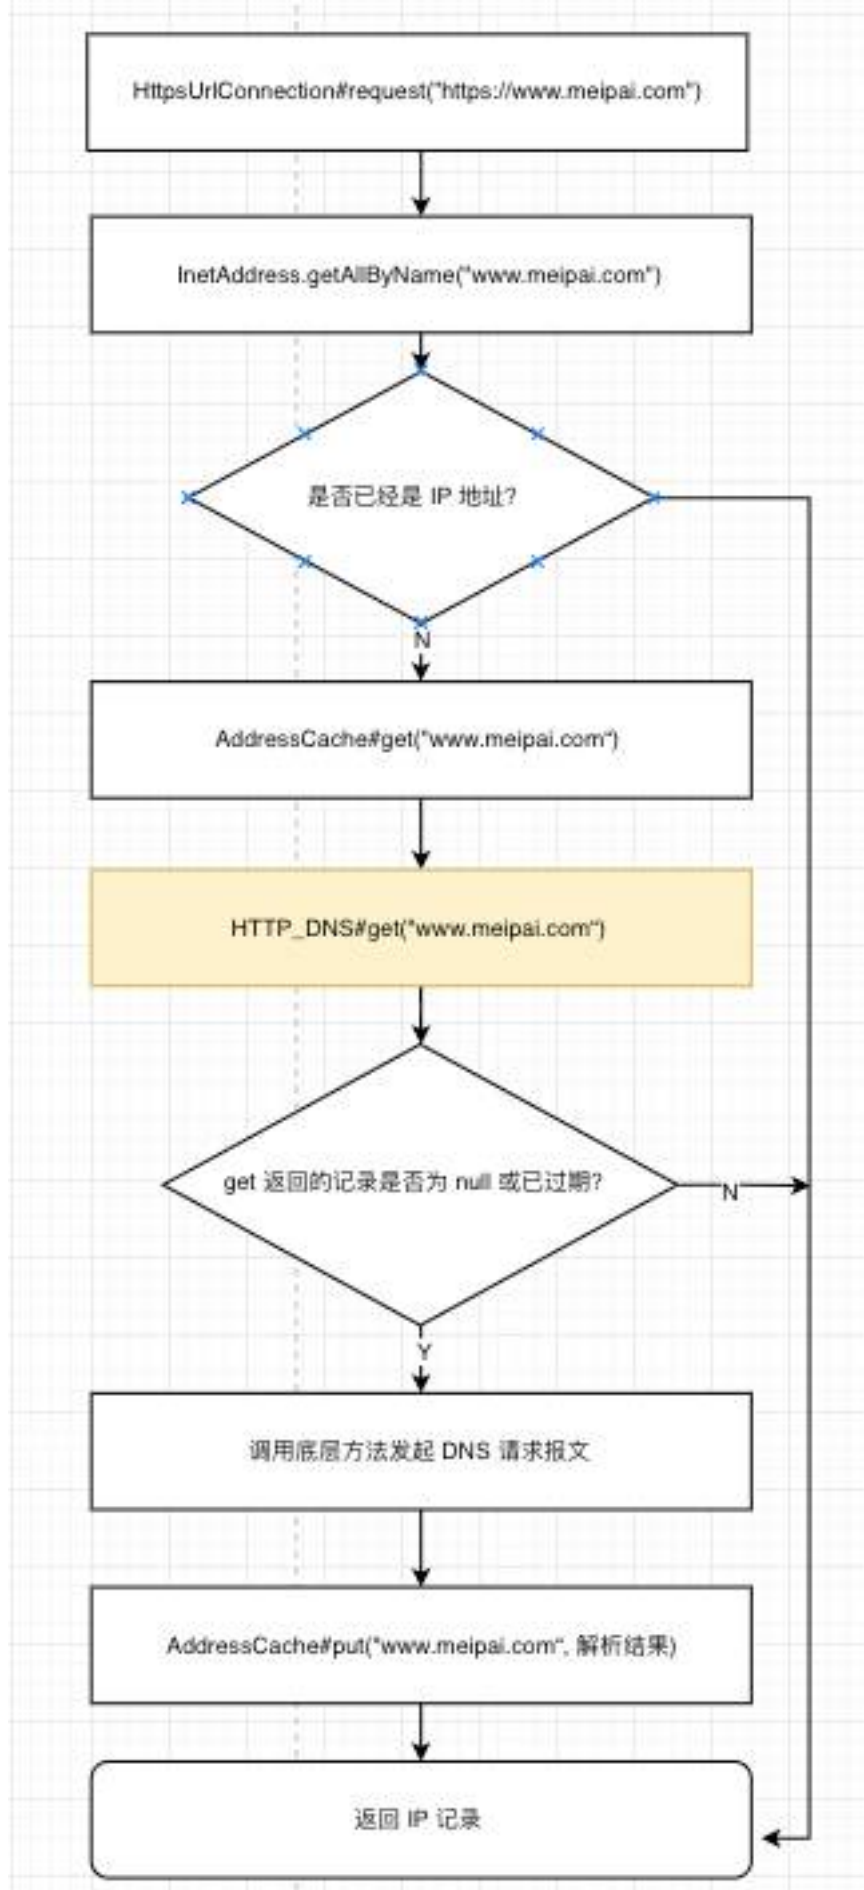 HttpsUrlConnection#request("https://www.meipai.com")
InetAddress.getAllByName("www.meipai.com")
是否已经是 IP 地址?
N
AddressCache#get("www.meipai.com“)
HTTP_DNS#get("www.meipai.com“)
get 返回的记录是否为 null 或已过期?
N
Y
调用底层方法发起 DNS 请求报文
AddressCache#put("www.meipai.com“, 解析结果)
返回 IP 记录